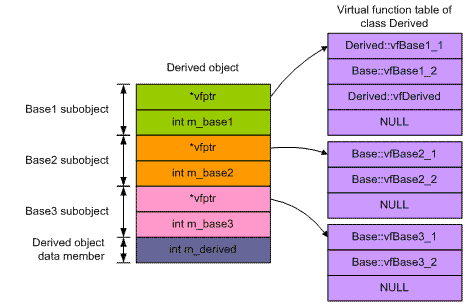 Virtual function table of
class Derived
Derived object
Derived::vfBase1_1
Base::vfBase1_2
Derived::vfDerived
NULL
Base1 subobject
*vfptr
int m_base1
Base2 subobject
*vfptr
int m_base2
Base::vfBase2_1
Base::vfBase2_2
NULL
Base3 subobject
*vfptr
int m_base3
Derived object
data member
int m_derived
Base::vfBase3_1
Base::vfBase3_2
NULL